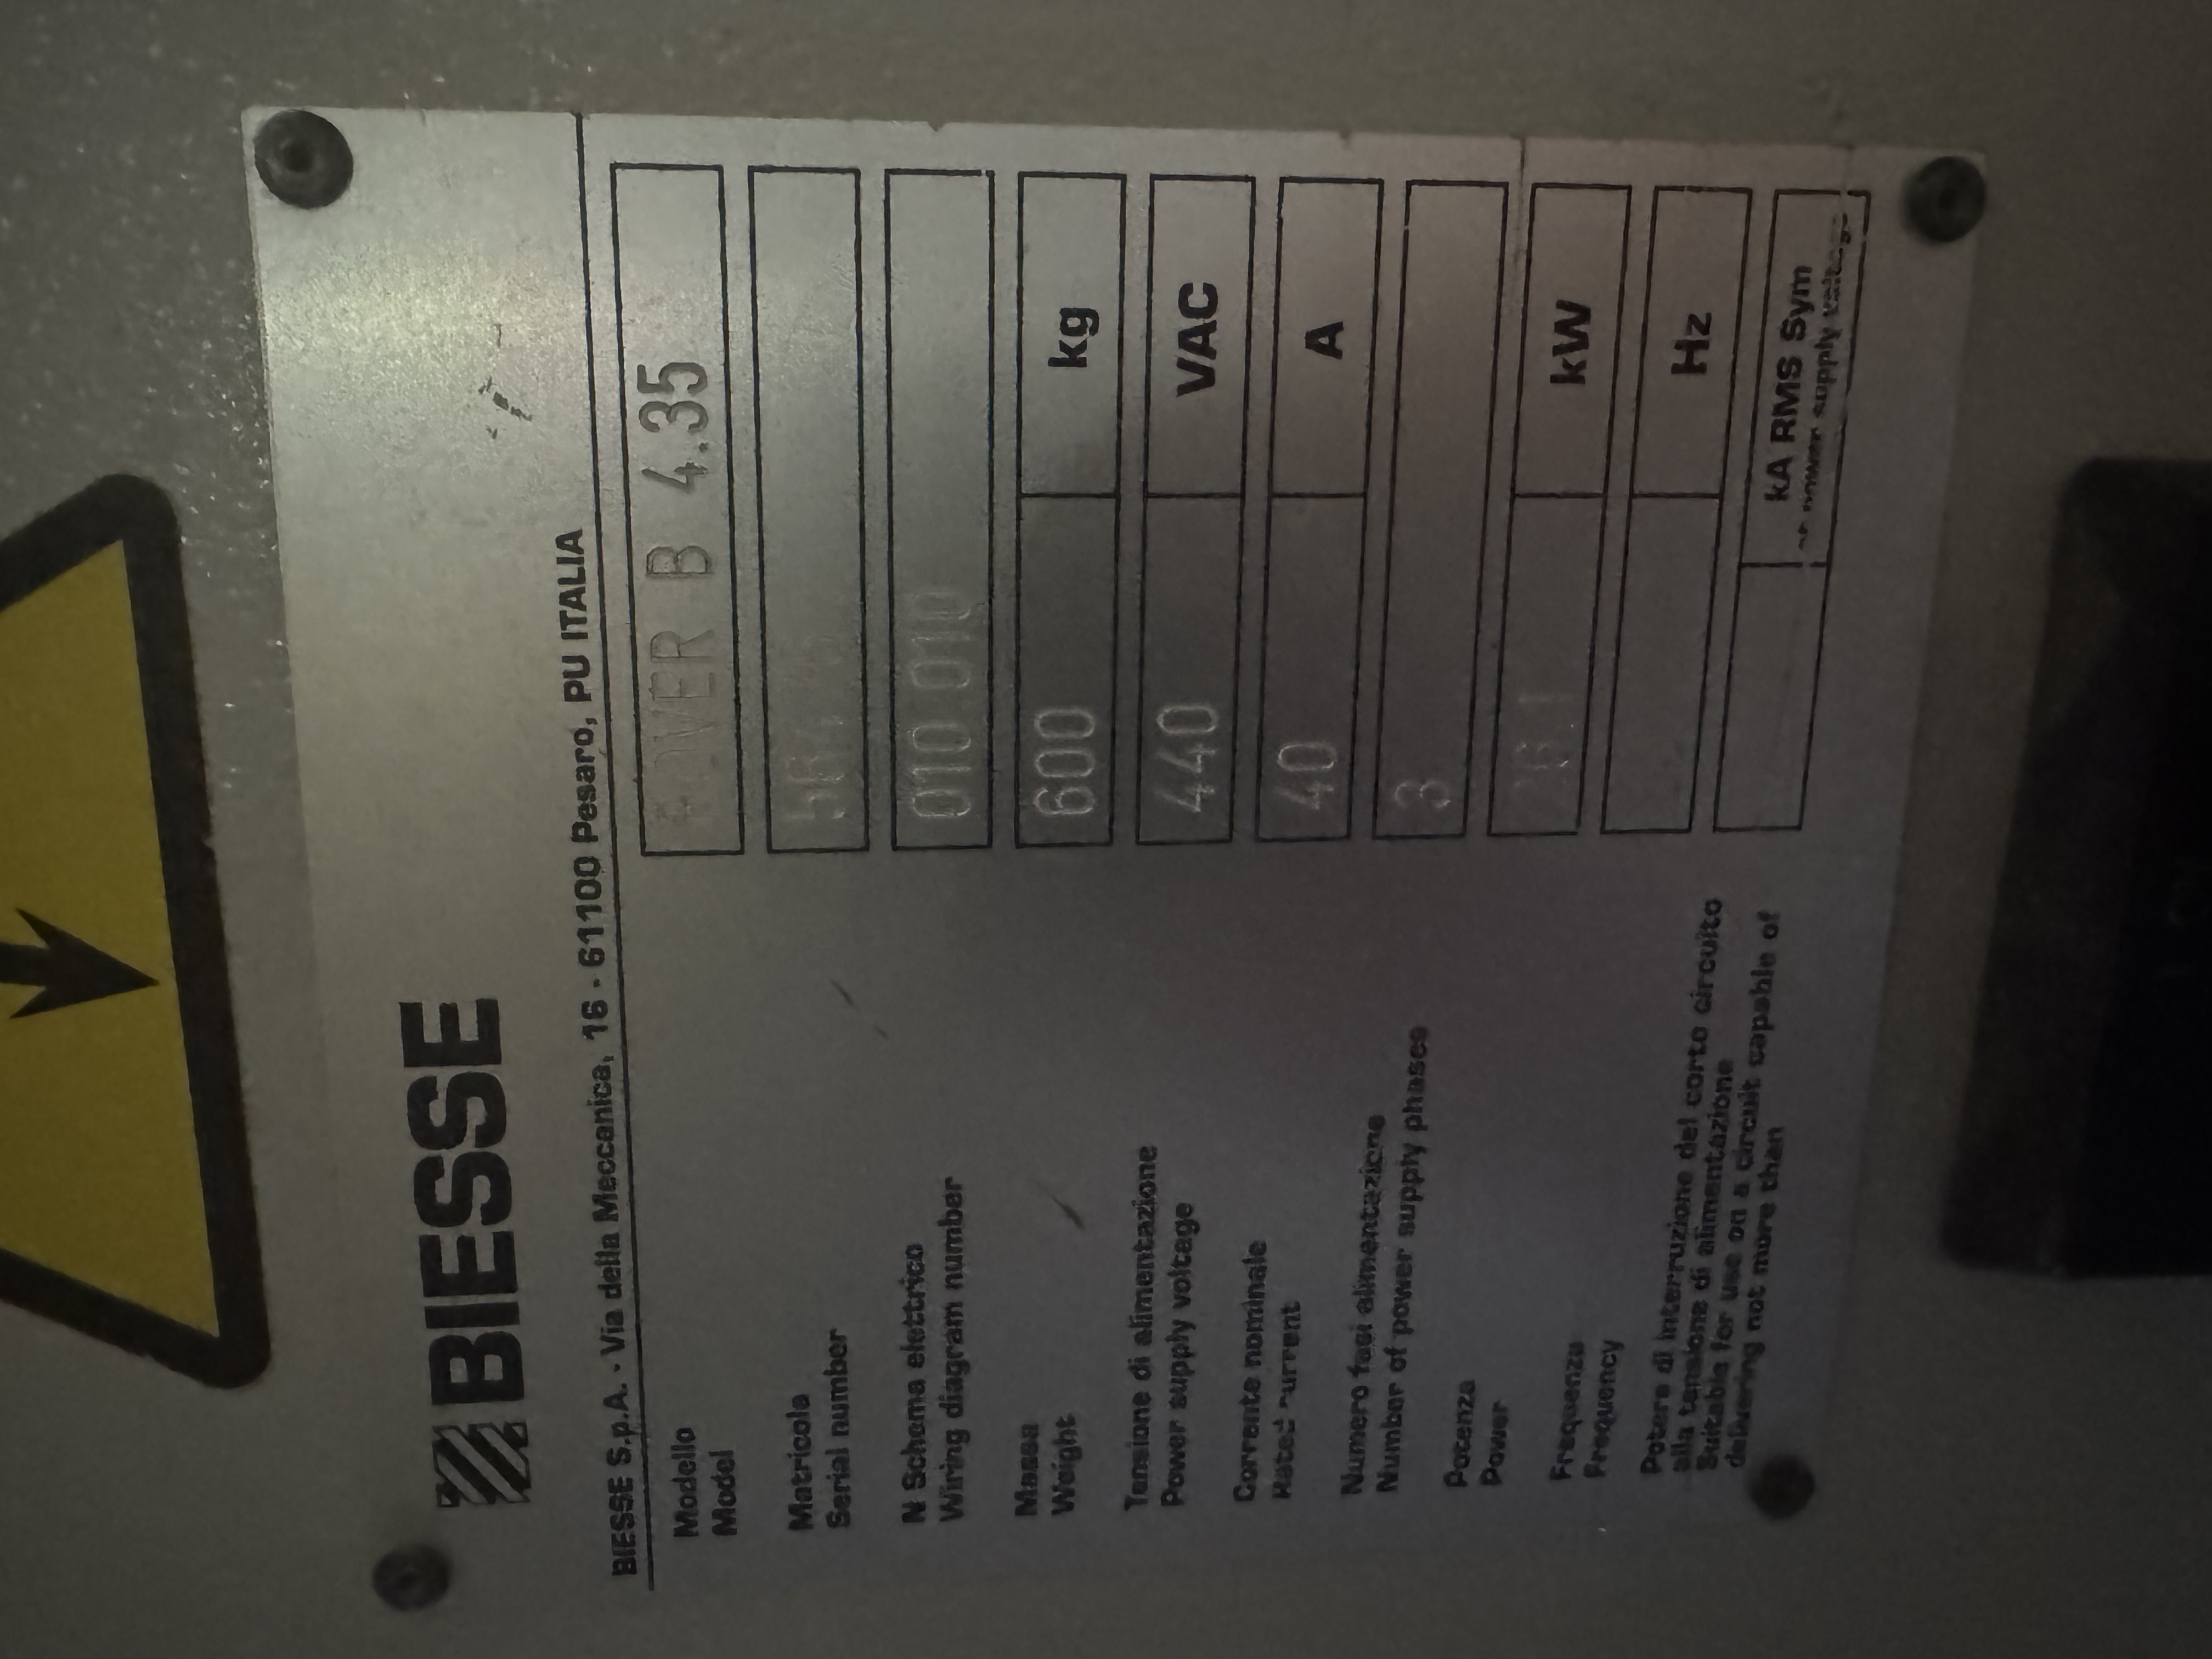 BIESSE
BIESSE S.p.A. - Via della Meccanica, 16 - 61100 Pesaro, PU ITALIA
Modello
Model
ROVER B 4.35
Matricola
Serial number
N Schema elettrico
Wiring diagram number
010 010
Massa
Weight
600 kg
Tensione di alimentazione
Power supply voltage
440 VAC
Corrente nominale
Rated current
40 A
Numero fasi alimentazione
Number of power supply phases
3
Potenza
Power
kW
Frequenza
Frequency
Hz
Potere di interruzione del corto circuito
alla tensione di alimentazione
Suitable for use on a circuit capable of
delivering not more than
kA RMS Sym
power supply voltage